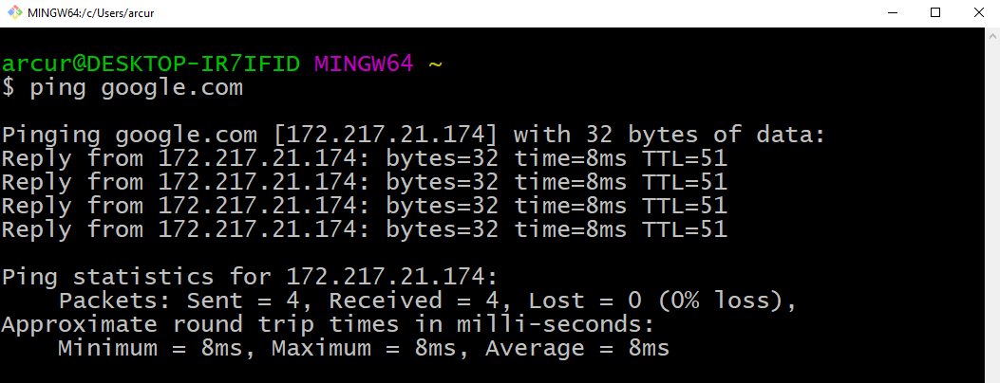 MINGW64:/c/Users/arcur
arcur@DESKTOP-IR7IFID MINGW64 ~
$ ping google.com
Pinging google.com [172.217.21.174] with 32 bytes of data:
Reply from 172.217.21.174: bytes=32 time=8ms TTL=51
Reply from 172.217.21.174: bytes=32 time=8ms TTL=51
Reply from 172.217.21.174: bytes=32 time=8ms TTL=51
Reply from 172.217.21.174: bytes=32 time=8ms TTL=51
Ping statistics for 172.217.21.174:
    Packets: Sent = 4, Received = 4, Lost = 0 (0% loss),
Approximate round trip times in milli-seconds:
    Minimum = 8ms, Maximum = 8ms, Average = 8ms